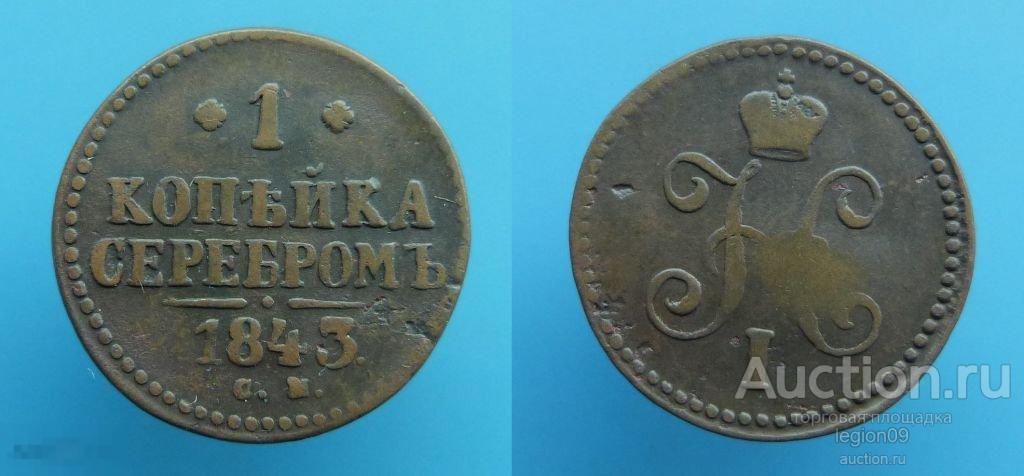 1
КОПѢЙКА
СЕРЕБРОМЪ
1843.
С. М.
I
Auction.ru
торговая площадка
legion09
auction.ru